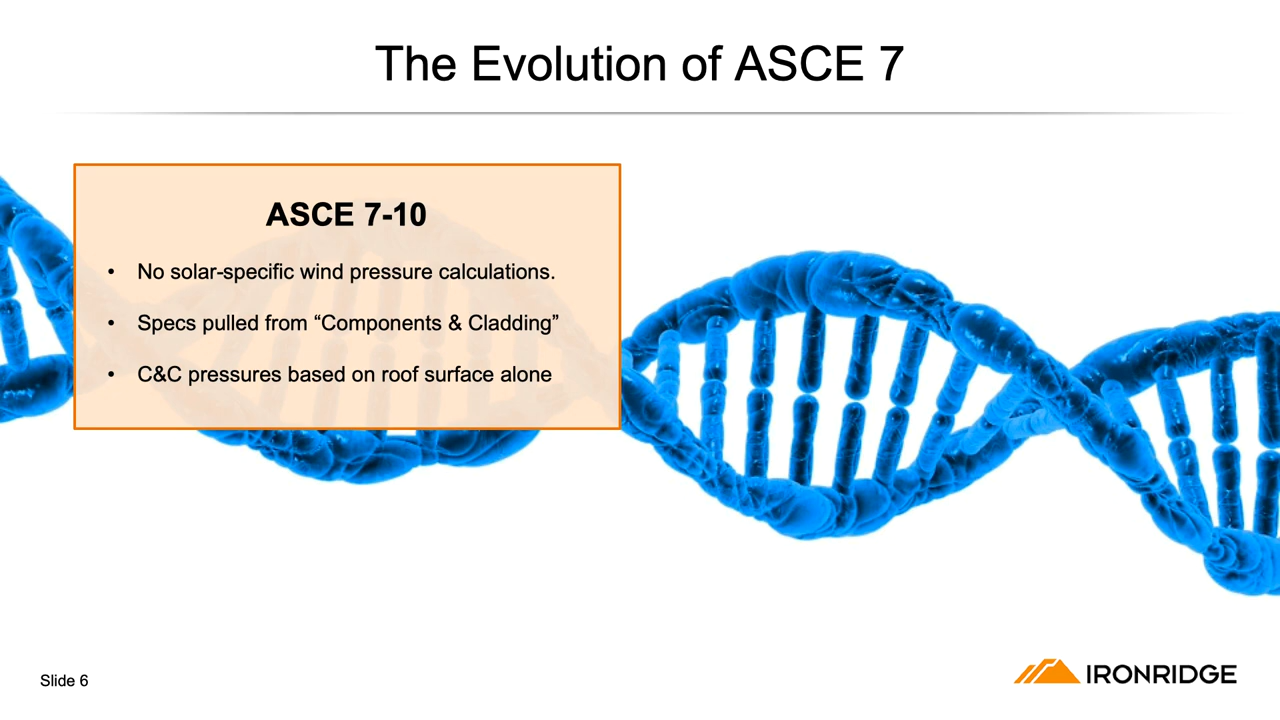 The Evolution of ASCE 7
ASCE 7-10
• No solar-specific wind pressure calculations.
• Specs pulled from “Components & Cladding”
• C&C pressures based on roof surface alone
Slide 6
IRONRIDGE